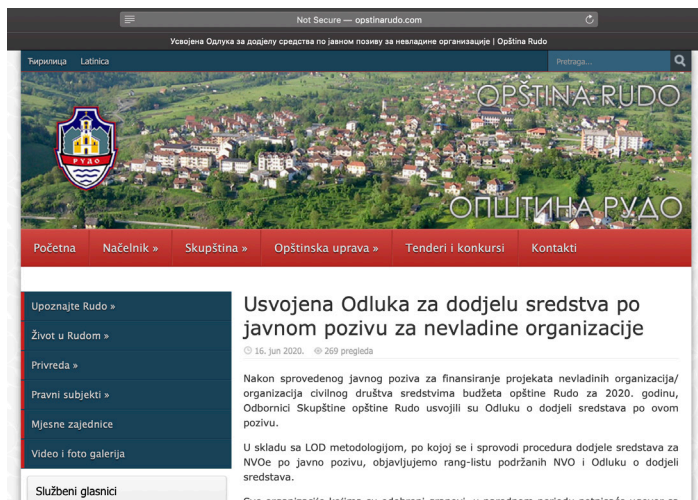 Not Secure — opstinarudo.com
Усвојена Одлука за додјелу средства по јавном позиву за невладине организације | Opština Rudo
Ћирилица Latinica
Pretraga...
OPŠTINA RUDO
РУДО
ОПШТИНА РУДО
Početna Načelnik » Skupština » Opštinska uprava » Tenderi i konkursi Kontakti
Upoznajte Rudo »
Život u Rudom »
Privreda »
Pravni subjekti »
Mjesne zajednice
Video i foto galerija
Službeni glasnici
Usvojena Odluka za dodjelu sredstva po
javnom pozivu za nevladine organizacije
16. jun 2020. 269 pregleda
Nakon sprovedenog javnog poziva za finansiranje projekata nevladinih organizacija/
organizacija civilnog društva sredstvima budžeta opštine Rudo za 2020. godinu,
Odbornici Skupštine opštine Rudo usvojili su Odluku o dodjeli sredstava po ovom
pozivu.
U skladu sa LOD metodologijom, po kojoj se i sprovodi procedura dodjele sredstava za
NVOe po javno pozivu, objavljujemo rang-listu podržanih NVO i Odluku o dodjeli
sredstava.